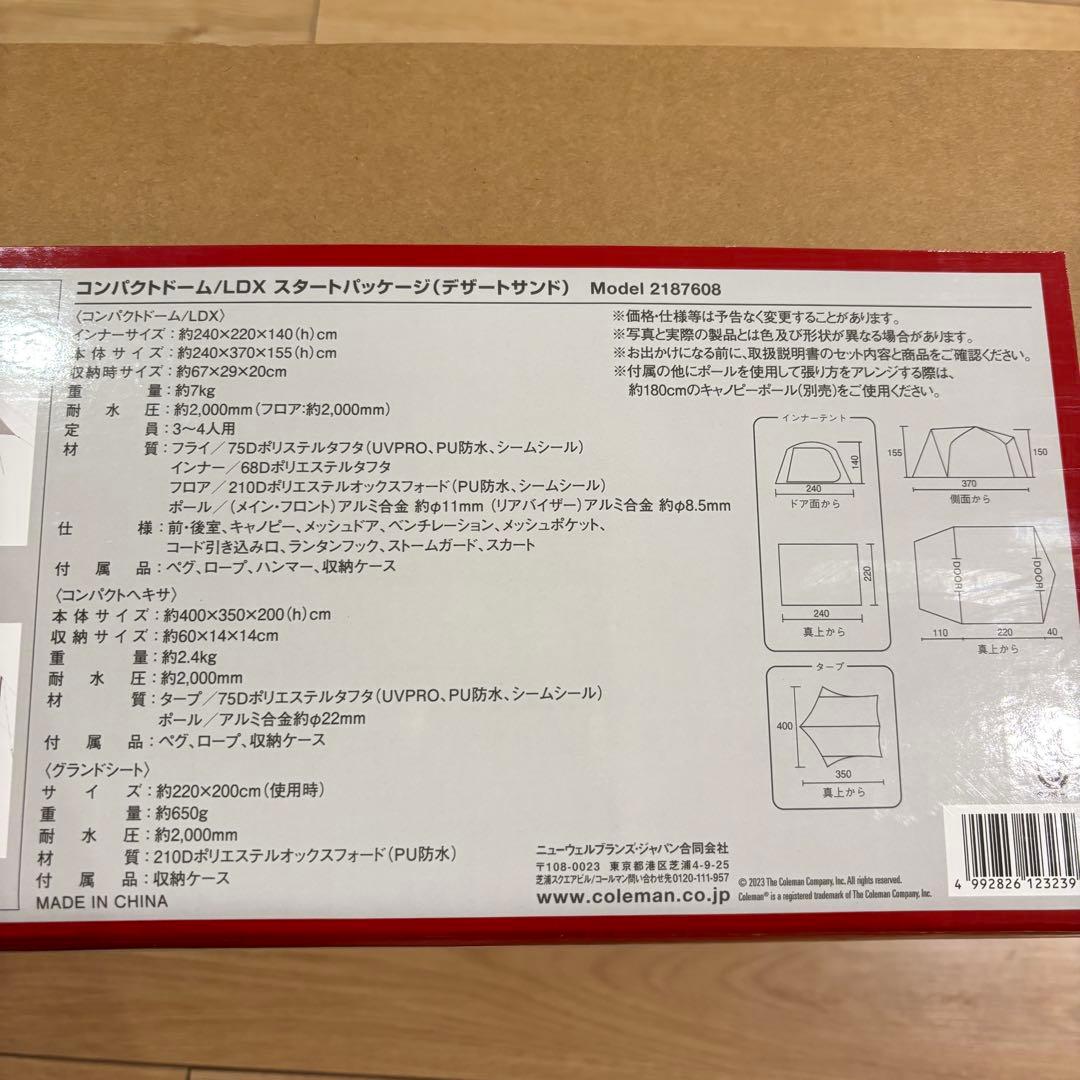 コンパクトドーム/LDX スタートパッケージ(デザートサンド) Model 2187608
〈コンパクトドーム/LDX〉
インナーサイズ：約240×220×140(h)cm
本体サイズ：約240×370×155(h)cm
収納時サイズ：約67×29×20cm
重量：約7kg
耐水圧：約2,000mm(フロア:約2,000mm)
定員：3〜4人用
材質：フライ／75Dポリステルタフタ(UVPRO、PU防水、シームシール)
インナー／68Dポリエステルタフタ
フロア／210Dポリエステルオックスフォード(PU防水、シームシール)
ポール／(メイン・フロント)アルミ合金 約φ11mm (リアバイザー)アルミ合金 約φ8.5mm
仕様：前・後室、キャノピー、メッシュドア、ベンチレーション、メッシュポケット、
コード引き込み口、ランタンフック、ストームガード、スカート
付属品：ペグ、ロープ、ハンマー、収納ケース
〈コンパクトヘキサ〉
本体サイズ：約400×350×200(h)cm
収納サイズ：約60×14×14cm
重量：約2.4kg
耐水圧：約2,000mm
材質：タープ／75Dポリエステルタフタ(UVPRO、PU防水、シームシール)
ポール／アルミ合金約φ22mm
付属品：ペグ、ロープ、収納ケース
〈グランドシート〉
サイズ：約220×200cm(使用時)
重量：約650g
耐水圧：約2,000mm
材質：210Dポリエステルオックスフォード(PU防水)
付属品：収納ケース
MADE IN CHINA
※価格・仕様等は予告なく変更することがあります。
※写真と実際の製品とは色及び形状が異なる場合があります。
※お出かけになる前に、取扱説明書のセット内容と商品をご確認ください。
※付属の他にポールを使用して張り方をアレンジする際は、
約180cmのキャノピーポール(別売)をご使用ください。
インナーテント
140
240
ドア面から
220
240
真上から
155
150
370
側面から
DOOR
DOOR
110
220
40
真上から
タープ
400
350
真上から
ニューウェルブランズ・ジャパン合同会社
〒108-0023 東京都港区芝浦4-9-25
芝浦スクエアビル/コールマン問い合わせ先0120-111-957
www.coleman.co.jp
© 2023 The Coleman Company, Inc. All rights reserved.
Coleman® is a registered trademark of The Coleman Company, Inc.
4 992826 123239